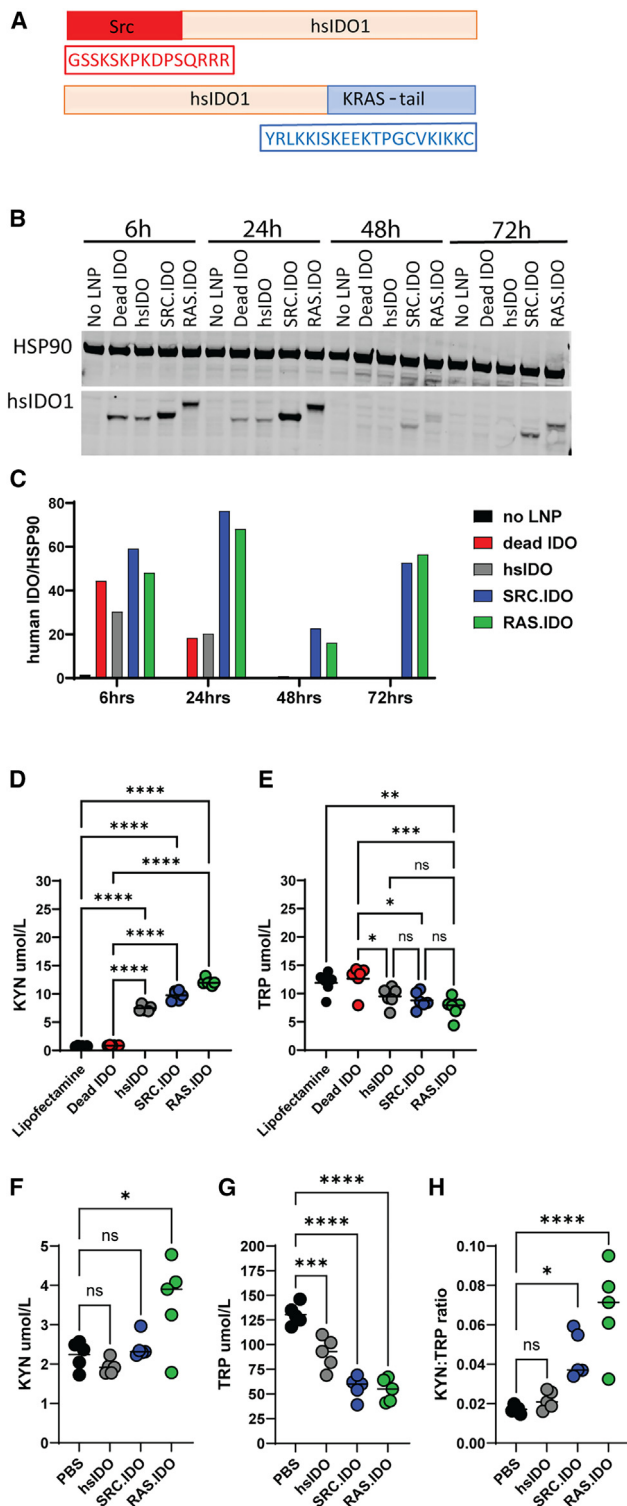 A
Src hsIDO1
GSSKSKPKDPSQRRR
hsIDO1 KRAS - tail
YRLKKISKEEKTPGCVKIKKC
B
6h 24h 48h 72h
No LNP Dead IDO hsIDO SRC.IDO RAS.IDO No LNP Dead IDO hsIDO SRC.IDO RAS.IDO No LNP Dead IDO hsIDO SRC.IDO RAS.IDO No LNP Dead IDO hsIDO SRC.IDO RAS.IDO
HSP90
hsIDO1
C
human IDO/HSP90
80
60
40
20
0
6hrs 24hrs 48hrs 72hrs
no LNP
dead IDO
hsIDO
SRC.IDO
RAS.IDO
D
****
****
****
****
****
****
KYN umol/L
30
25
20
15
10
5
0
Lipofectamine Dead IDO hsIDO SRC.IDO RAS.IDO
E
**
***
ns
*
* ns ns
TRP umol/L
30
25
20
15
10
5
0
Lipofectamine Dead IDO hsIDO SRC.IDO RAS.IDO
F
*
ns
ns
KYN umol/L
5
4
3
2
1
0
PBS hsIDO SRC.IDO RAS.IDO
G
****
****
***
TRP umol/L
200
175
150
125
100
75
50
25
0
PBS hsIDO SRC.IDO RAS.IDO
H
****
*
ns
KYN:TRP ratio
0.10
0.08
0.06
0.04
0.02
0.00
PBS hsIDO SRC.IDO RAS.IDO